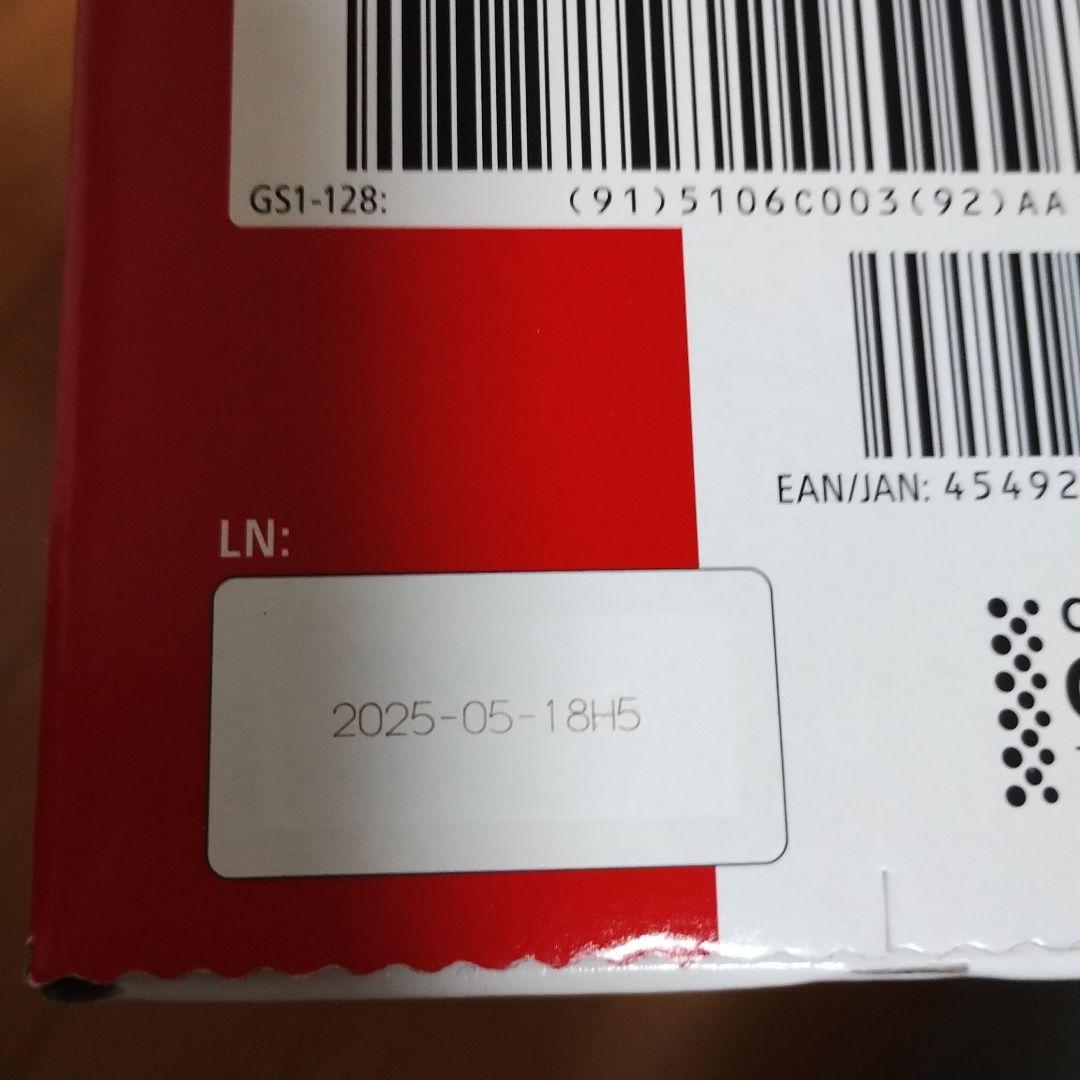 GS1-128: (91)5106C003(92)AA
EAN/JAN: 45492
LN:
2025-05-18H5